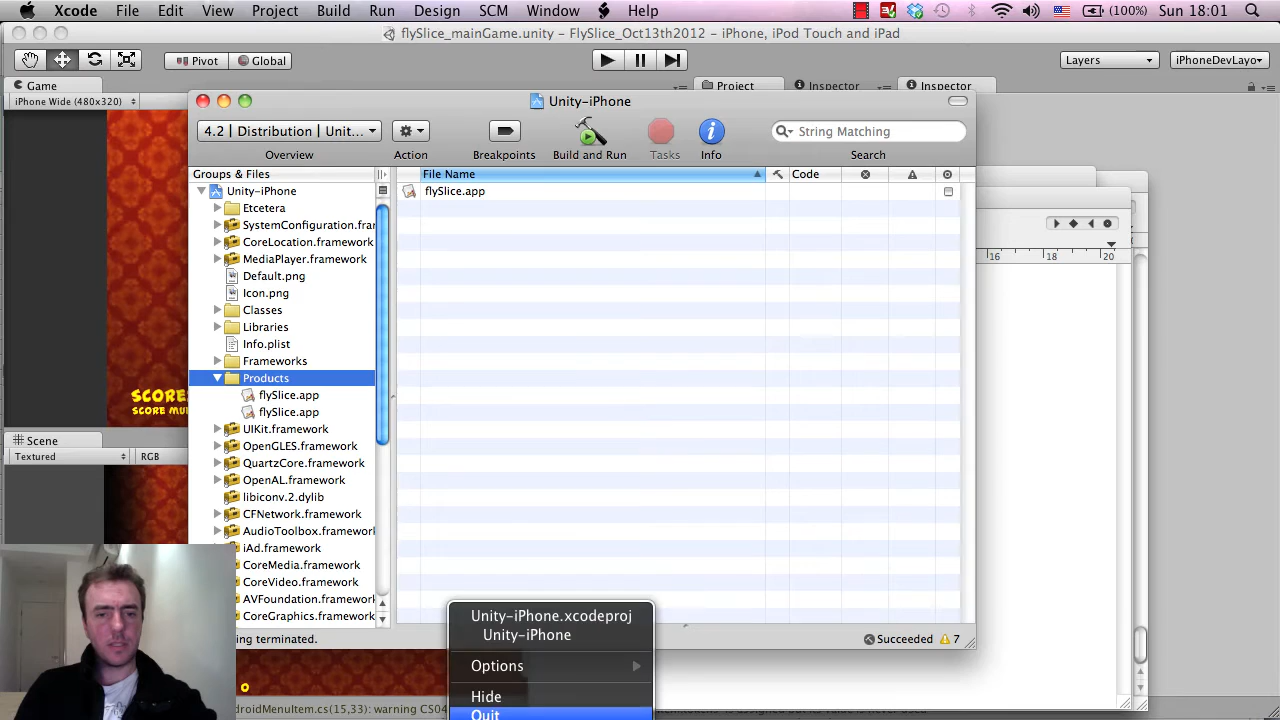 Xcode File Edit View Project Build Run Design SCM Window Help (100%) Sun 18:01
flySlice_mainGame.unity – FlySlice_Oct13th2012 – iPhone, iPod Touch and iPad
Pivot Global Layers iPhoneDevLayo
Game Project Inspector Inspector
iPhone Wide (480x320)
Unity-iPhone
4.2 | Distribution | Unit... String Matching
Overview Action Breakpoints Build and Run Tasks Info Search
Groups & Files File Name Code
Unity-iPhone flySlice.app
Etcetera
SystemConfiguration.fra
CoreLocation.framework
MediaPlayer.framework
16 18 20
Default.png
Icon.png
Classes
Libraries
Info.plist
Frameworks
Products
flySlice.app
SCORE
flySlice.app
SCORE MU
UIKit.framework
Scene
OpenGLES.framework
Textured RGB
QuartzCore.framework
OpenAL.framework
libiconv.2.dylib
CFNetwork.framework
AudioToolbox.framework
iAd.framework
CoreMedia.framework
CoreVideo.framework
AVFoundation.framework
CoreGraphics.framework
Unity-iPhone.xcodeproj
Unity-iPhone
ing terminated. Succeeded 7
Options
Hide
Quit